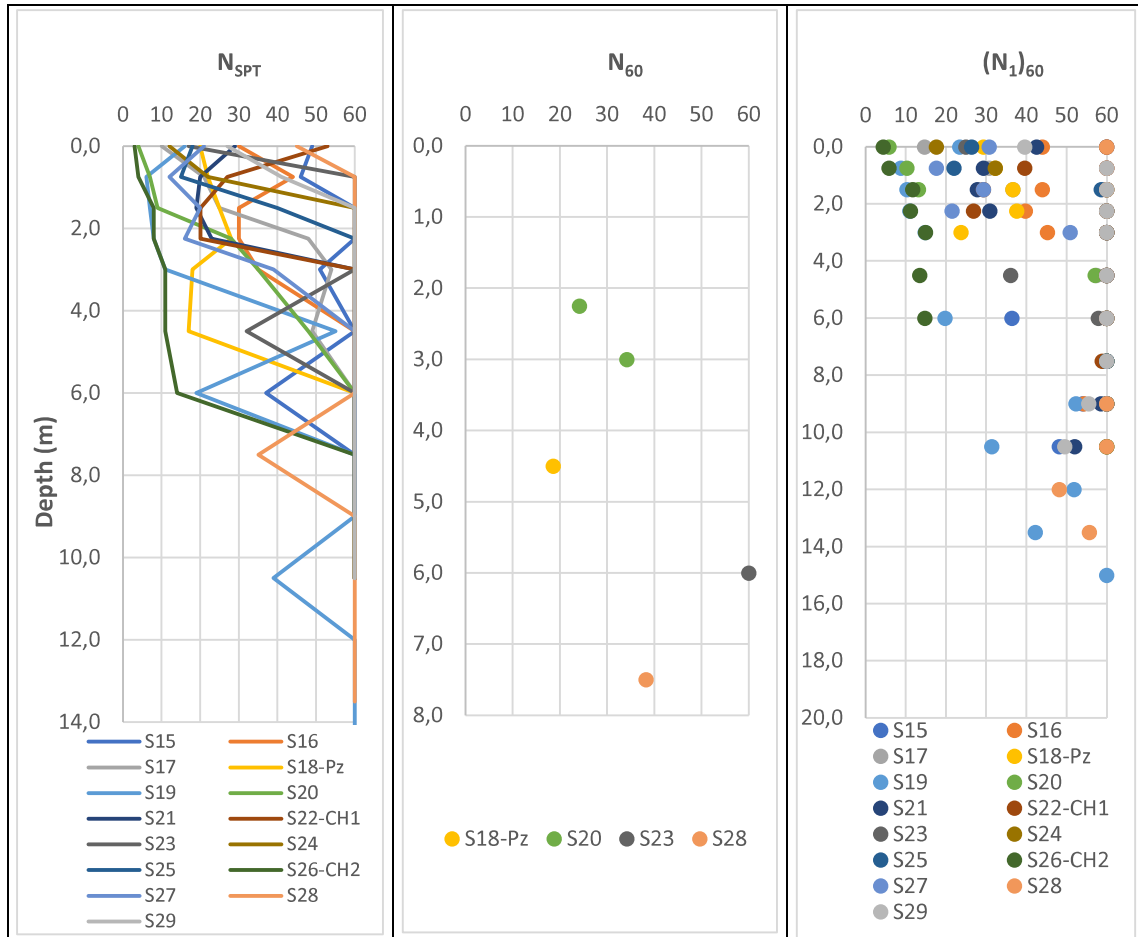 N_SPT
0 10 20 30 40 50 60
0,0
2,0
4,0
6,0
8,0
10,0
12,0
14,0
Depth (m)
S15 S16
S17 S18-Pz
S19 S20
S21 S22-CH1
S23 S24
S25 S26-CH2
S27 S28
S29
N_60
0 10 20 30 40 50 60
0,0
1,0
2,0
3,0
4,0
5,0
6,0
7,0
8,0
S18-Pz S20 S23 S28
(N_1)_60
0 10 20 30 40 50 60
0,0
2,0
4,0
6,0
8,0
10,0
12,0
14,0
16,0
18,0
20,0
S15 S16
S17 S18-Pz
S19 S20
S21 S22-CH1
S23 S24
S25 S26-CH2
S27 S28
S29